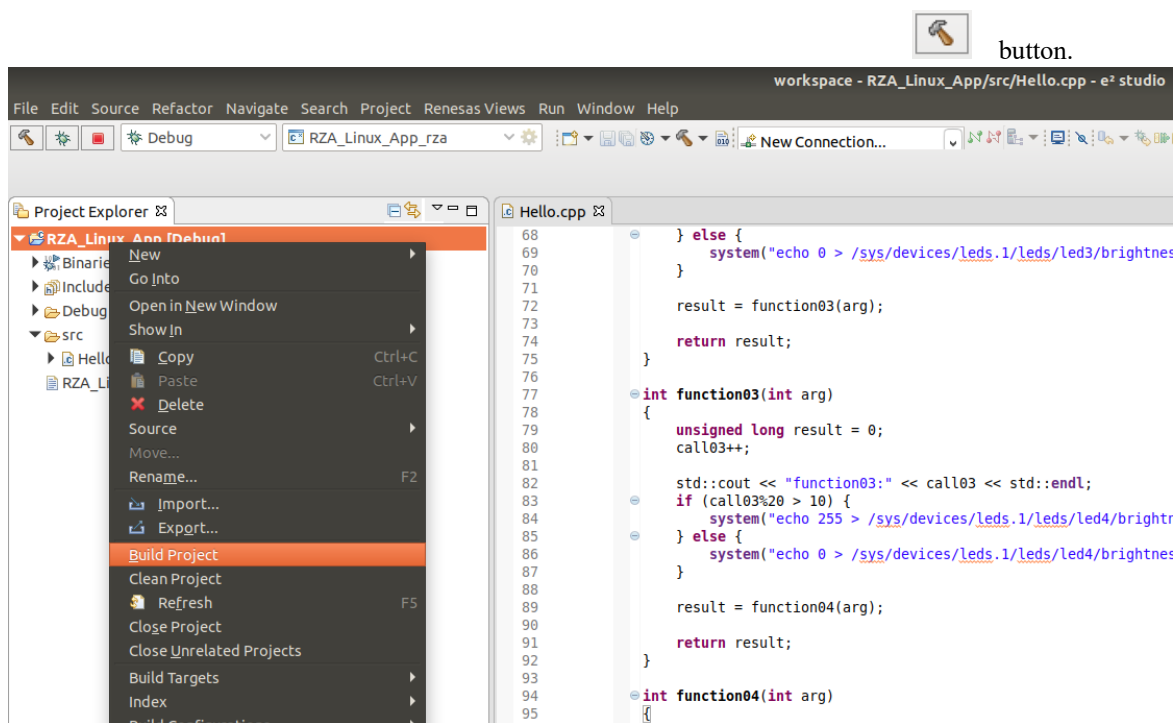 button.
workspace - RZA_Linux_App/src/Hello.cpp - e² studio
File Edit Source Refactor Navigate Search Project Renesas Views Run Window Help
Debug RZA_Linux_App_rza New Connection...
Project Explorer Hello.cpp
RZA_Linux_App [Debug]
Binarie
Include
Debug
src
Hello
RZA_Li
New
Go Into
Open in New Window
Show In
Copy Ctrl+C
Paste Ctrl+V
Delete
Source
Move...
Rename... F2
Import...
Export...
Build Project
Clean Project
Refresh F5
Close Project
Close Unrelated Projects
Build Targets
Index
Build Configurations
68 } else {
69 system("echo 0 > /sys/devices/leds.1/leds/led3/brightnes
70 }
71
72 result = function03(arg);
73
74 return result;
75 }
76
77 int function03(int arg)
78 {
79 unsigned long result = 0;
80 call03++;
81
82 std::cout << "function03:" << call03 << std::endl;
83 if (call03%20 > 10) {
84 system("echo 255 > /sys/devices/leds.1/leds/led4/brightn
85 } else {
86 system("echo 0 > /sys/devices/leds.1/leds/led4/brightnes
87 }
88
89 result = function04(arg);
90
91 return result;
92 }
93
94 int function04(int arg)
95 {